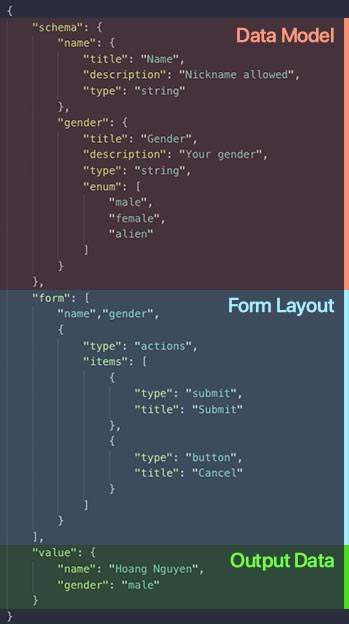 {
"schema": { Data Model
"name": {
"title": "Name",
"description": "Nickname allowed",
"type": "string"
},
"gender": {
"title": "Gender",
"description": "Your gender",
"type": "string",
"enum": [
"male",
"female",
"alien"
]
}
},
"form": [ Form Layout
"name","gender",
{
"type": "actions",
"items": [
{
"type": "submit",
"title": "Submit"
},
{
"type": "button",
"title": "Cancel"
}
]
}
],
"value": { Output Data
"name": "Hoang Nguyen",
"gender": "male"
}
}